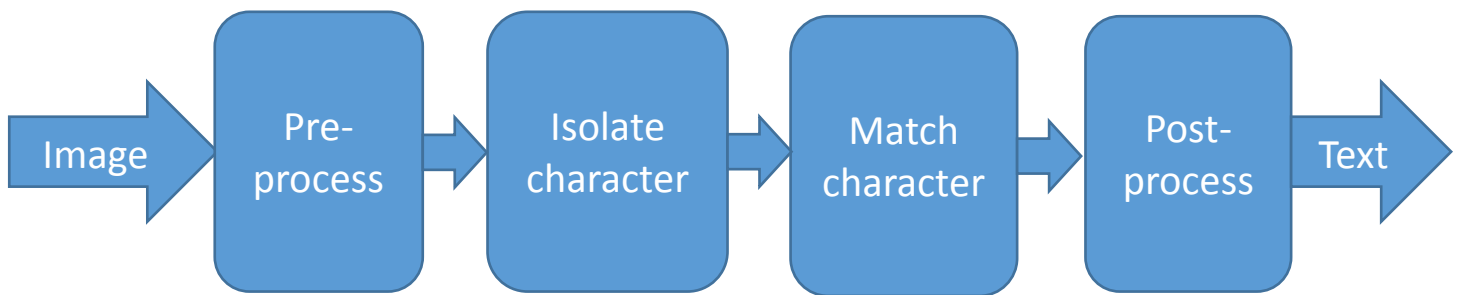 Image
Pre-
process
Isolate
character
Match
character
Post-
process
Text